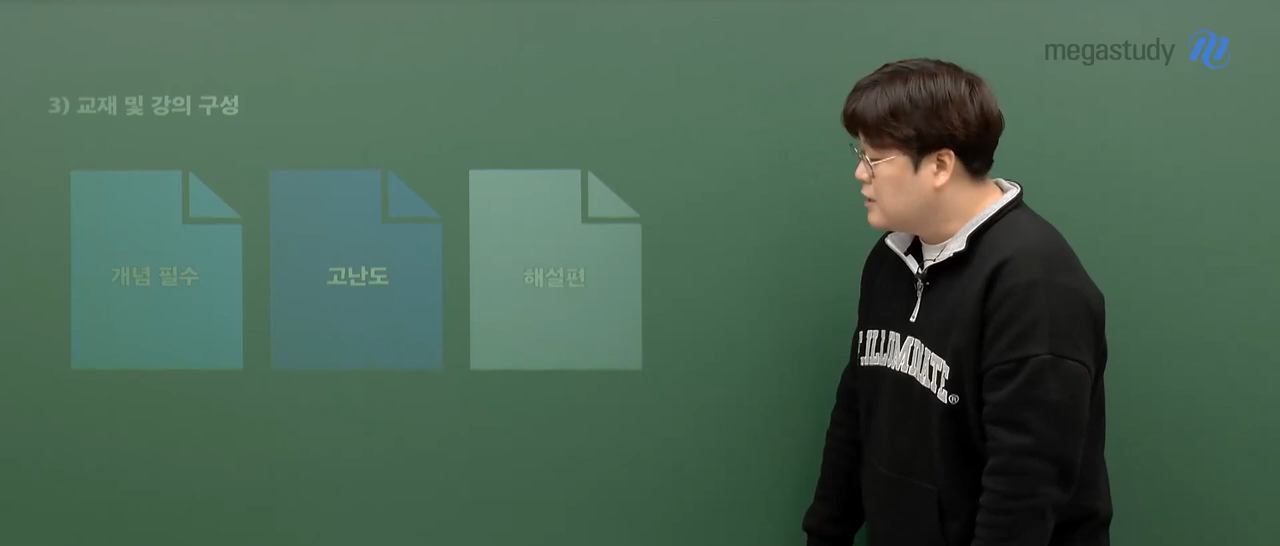 megastudy
3) 교재 및 강의 구성
개념 필수
고난도
해설편
ILLUMINATE®